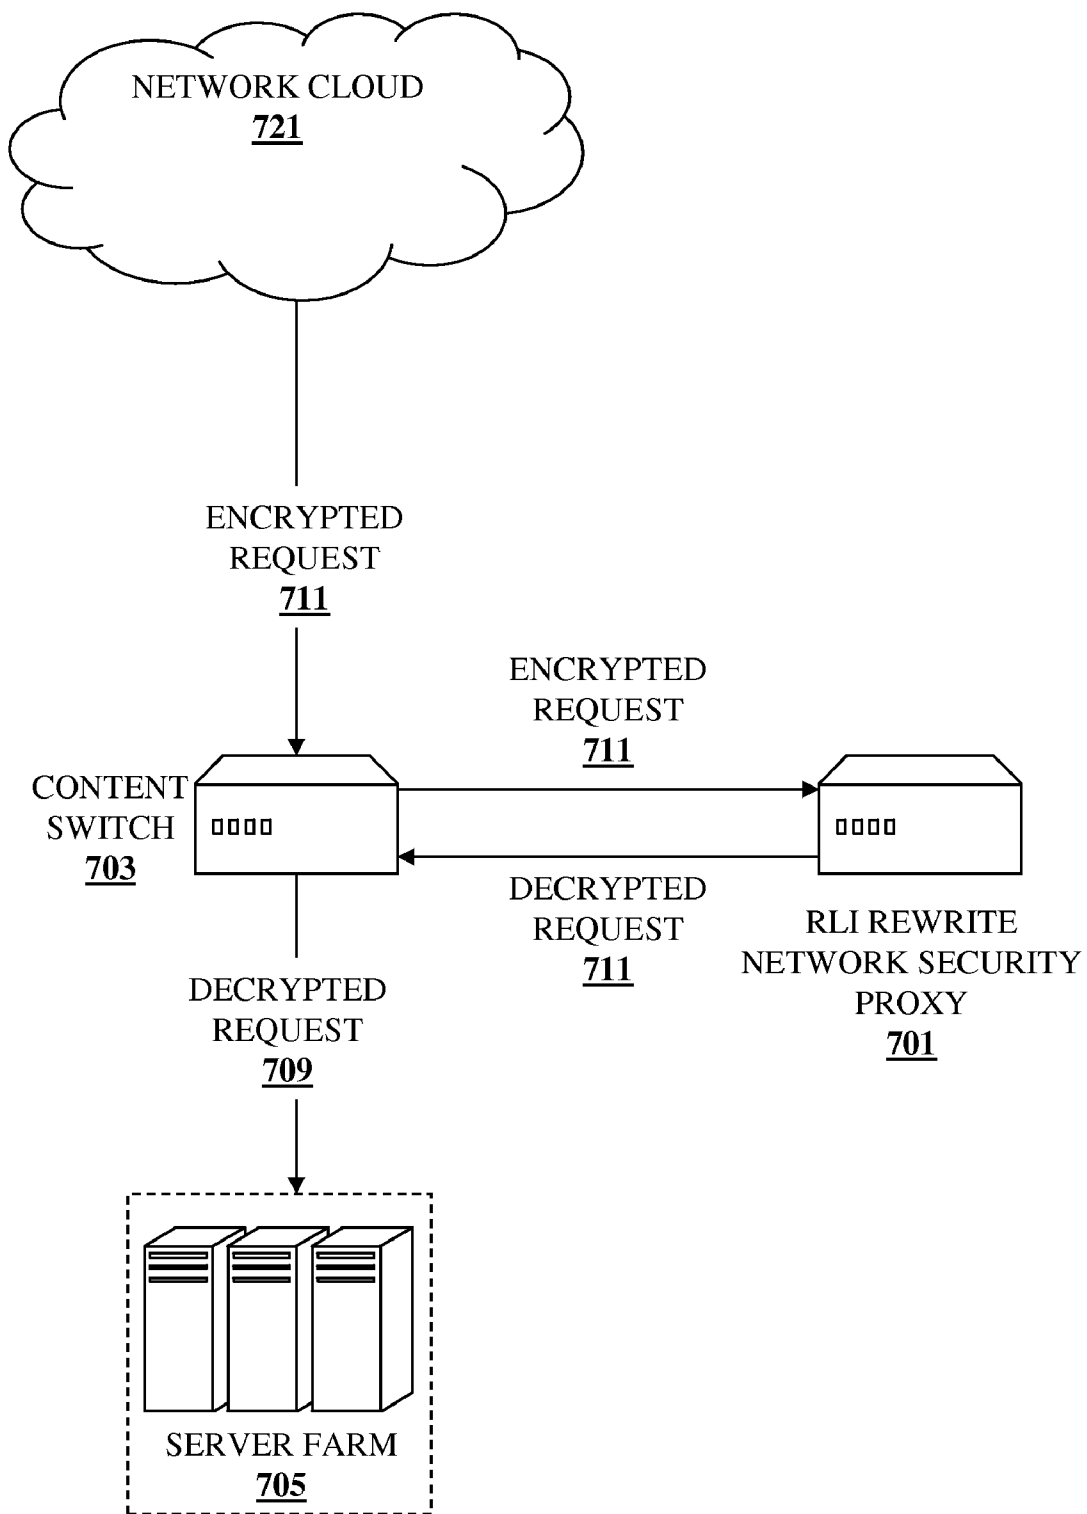 NETWORK CLOUD
721
ENCRYPTED
REQUEST
711
ENCRYPTED
REQUEST
711
CONTENT
SWITCH
703
DECRYPTED
REQUEST
711
RLI REWRITE
NETWORK SECURITY
PROXY
701
DECRYPTED
REQUEST
709
SERVER FARM
705